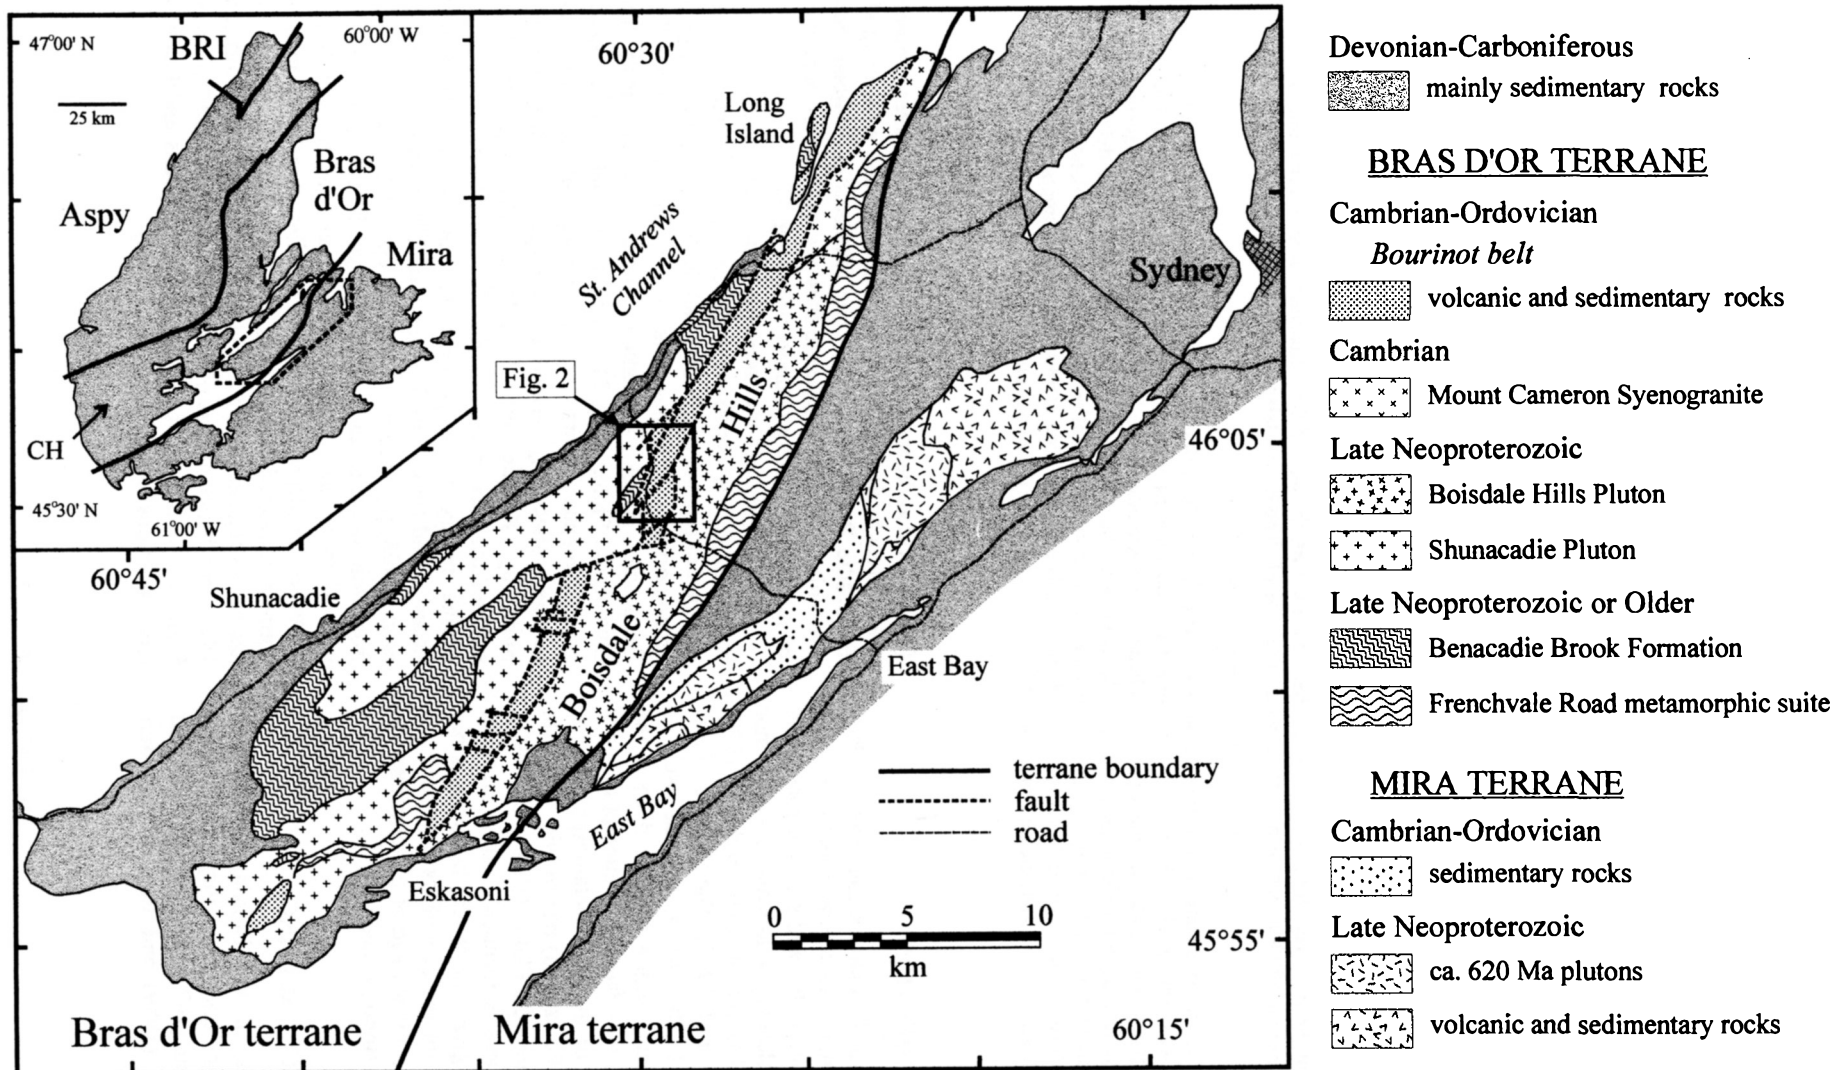 47°00' N
60°00' W
BRI
25 km
Bras
d'Or
Aspy
Mira
CH
45°30' N
61°00' W
60°30'
Long
Island
St. Andrews
Channel
Sydney
Fig. 2
Hills
46°05'
60°45'
Shunacadie
Boisdale
East Bay
terrane boundary
fault
road
East Bay
Eskasoni
0 5 10
km
45°55'
Bras d'Or terrane
Mira terrane
60°15'
Devonian-Carboniferous
mainly sedimentary rocks
BRAS D'OR TERRANE
Cambrian-Ordovician
Bourinot belt
volcanic and sedimentary rocks
Cambrian
Mount Cameron Syenogranite
Late Neoproterozoic
Boisdale Hills Pluton
Shunacadie Pluton
Late Neoproterozoic or Older
Benacadie Brook Formation
Frenchvale Road metamorphic suite
MIRA TERRANE
Cambrian-Ordovician
sedimentary rocks
Late Neoproterozoic
ca. 620 Ma plutons
volcanic and sedimentary rocks